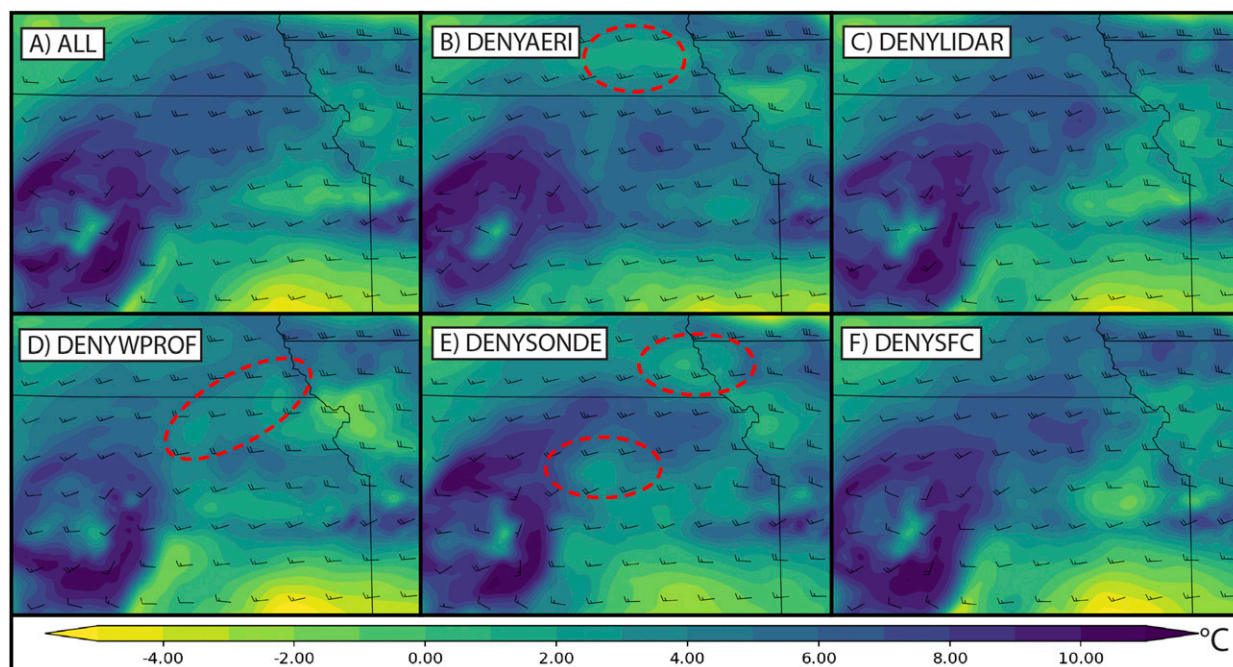 A) ALL
B) DENYAERI
C) DENYLIDAR
D) DENYWPROF
E) DENYSONDE
F) DENYSFC
-4.00 -2.00 0.00 2.00 4.00 6.00 8.00 10.00 °C